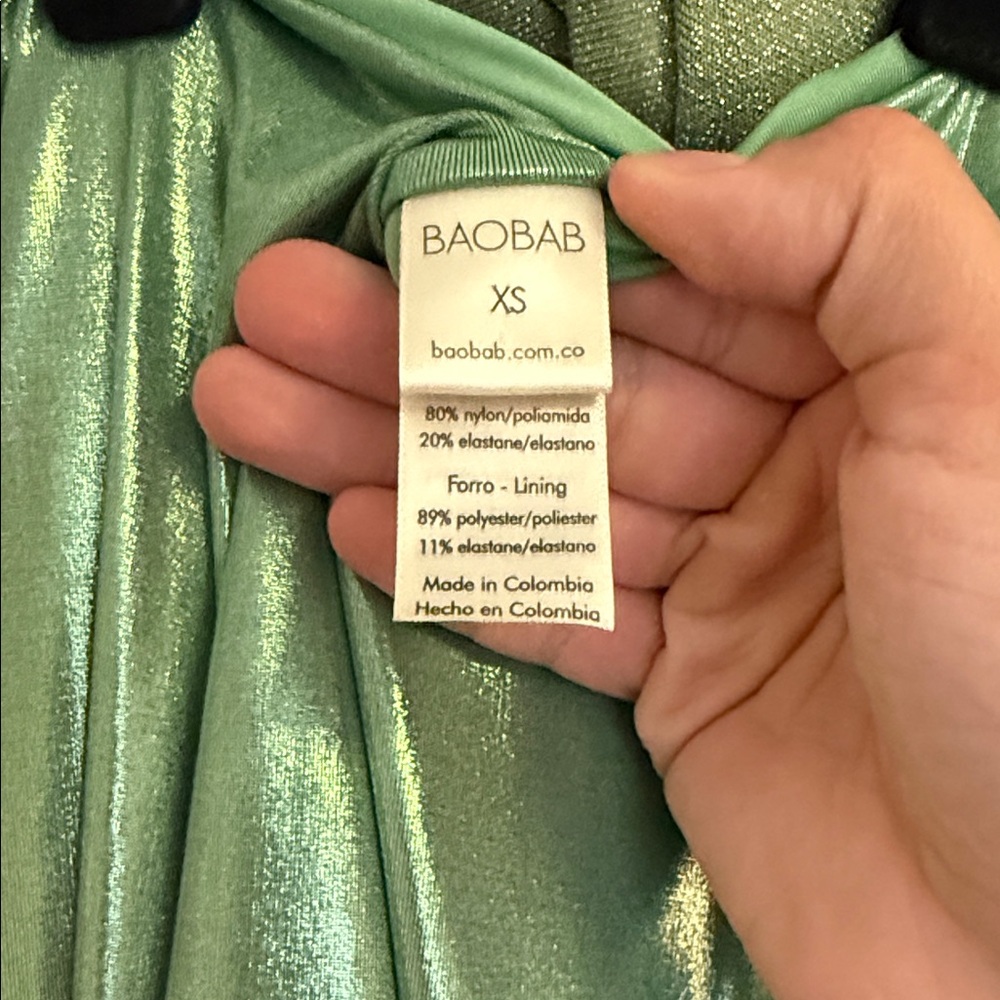 BAOBAB
XS
baobab.com.co
80% nylon/poliamida
20% elastane/elastano
Forro - Lining
89% polyester/poliester
11% elastane/elastano
Made in Colombia
Hecho en Colombia